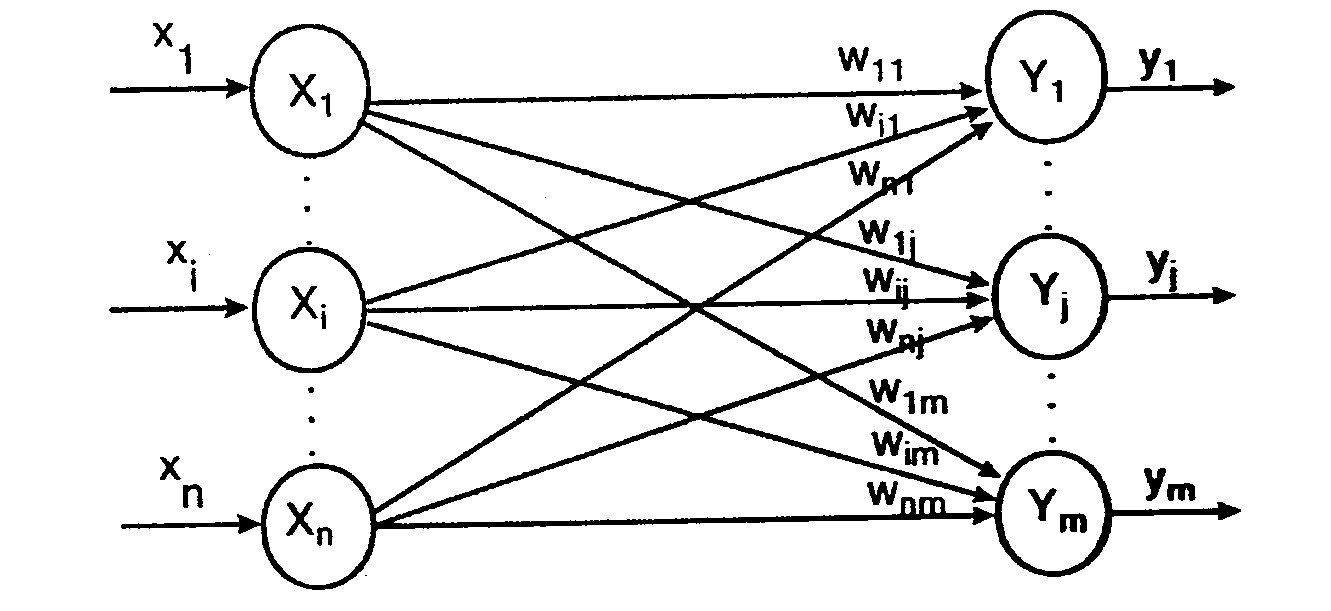 x1 X1 w11 Y1 y1
wi1
wn1
w1j
xi Xi wij Yj yj
wnj
w1m
wim
xn Xn wnm Ym ym